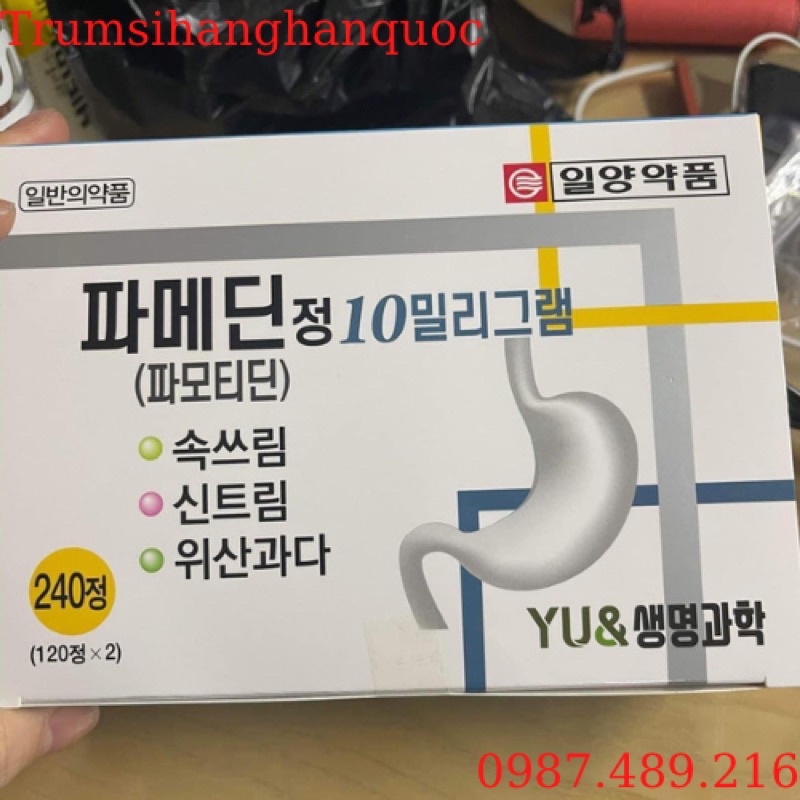 Trumsihanghanquoc
일반의약품
일양약품
파메딘정 10밀리그램
(파모티딘)
속쓰림
신트림
위산과다
240정
(120정×2)
YU&생명과학
0987.489.216